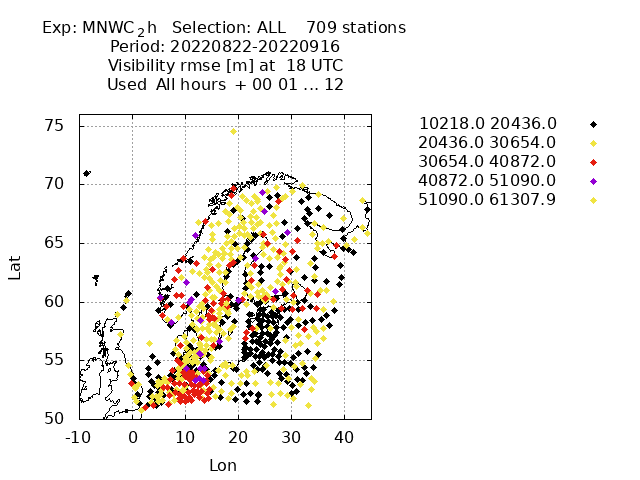 Exp: MNWC_2h   Selection: ALL    709 stations
Period: 20220822-20220916
Visibility rmse [m] at  18 UTC
Used  All hours  + 00 01 ... 12
10218.0 20436.0
20436.0 30654.0
30654.0 40872.0
40872.0 51090.0
51090.0 61307.9
75
70
65
60
55
50
Lat
-10 0 10 20 30 40
Lon